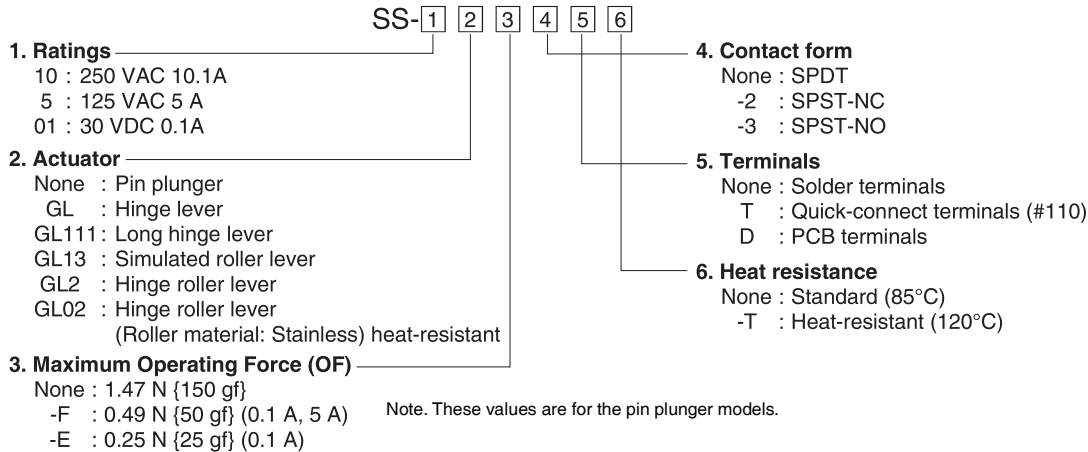 SS-1 2 3 4 5 6
1. Ratings
10 : 250 VAC 10.1A
5 : 125 VAC 5 A
01 : 30 VDC 0.1A
2. Actuator
None : Pin plunger
GL : Hinge lever
GL111 : Long hinge lever
GL13 : Simulated roller lever
GL2 : Hinge roller lever
GL02 : Hinge roller lever
(Roller material: Stainless) heat-resistant
3. Maximum Operating Force (OF)
None : 1.47 N {150 gf}
-F : 0.49 N {50 gf} (0.1 A, 5 A)
-E : 0.25 N {25 gf} (0.1 A)
Note. These values are for the pin plunger models.
4. Contact form
None : SPDT
-2 : SPST-NC
-3 : SPST-NO
5. Terminals
None : Solder terminals
T : Quick-connect terminals (#110)
D : PCB terminals
6. Heat resistance
None : Standard (85°C)
-T : Heat-resistant (120°C)